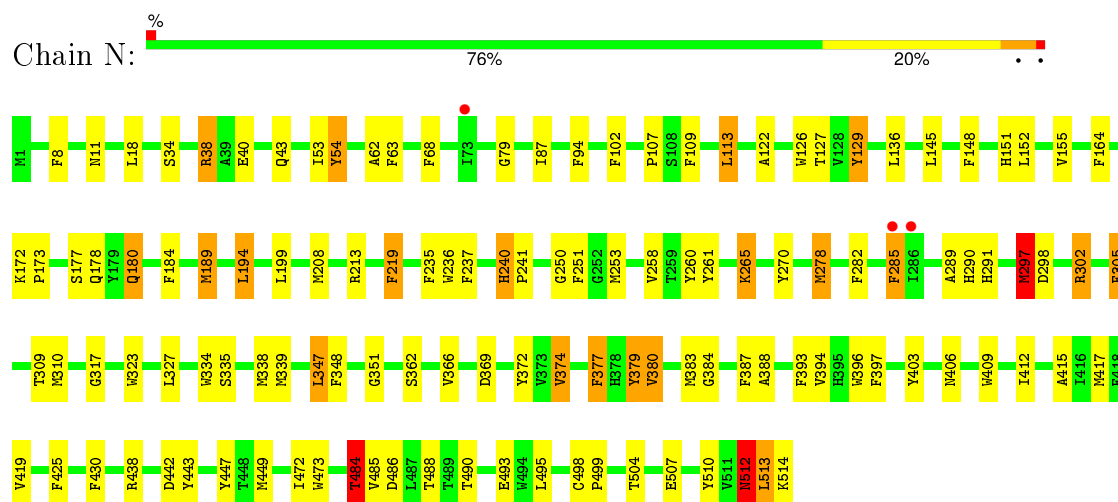 %
Chain N:
76% 20% • •
M1 F8 N11 L18 S34 R38 A39 E40 Q43 I53 Y54 A62 F63 F68 I73 G79 I87 F94 F102 P107 S108 F109 L113 A122 W126 T127 V128 Y129 L136 L145 F148 H151 L152 V155 F164
K172 P173 S177 Q178 Y179 Q180 F184 M189 L194 L199 M208 R213 F219 F235 W236 F237 H240 P241 G250 F251 G252 M253 V258 T259 Y260 Y261 K265 Y270 M278 F282 F285 I286 A289 H290 H291 M297 D298 R302
T309 M310 G317 W323 L327 W334 S335 M338 M339 L347 F348 G351 S362 V366 D369 Y372 V373 V374 F377 H378 Y379 V380 M383 G384 F387 A388 F393 V394 H395 W396 F397 Y403 N406 W409 I412 A415 I416 M417
V419 F425 F430 R438 D442 Y443 Y447 T448 M449 I472 W473 T484 V485 D486 L487 T488 T489 T490 E493 W494 L495 C498 P499 T504 E507 Y510 V511 N512 L513 K514